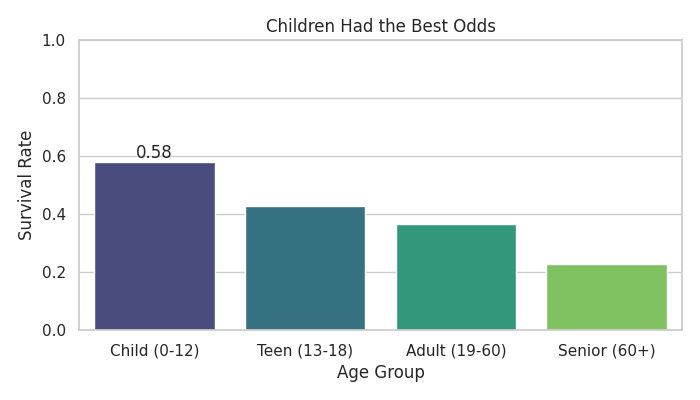 Children Had the Best Odds
1.0
0.8
0.6
0.4
0.2
0.0
Survival Rate
0.58
Child (0-12) Teen (13-18) Adult (19-60) Senior (60+)
Age Group